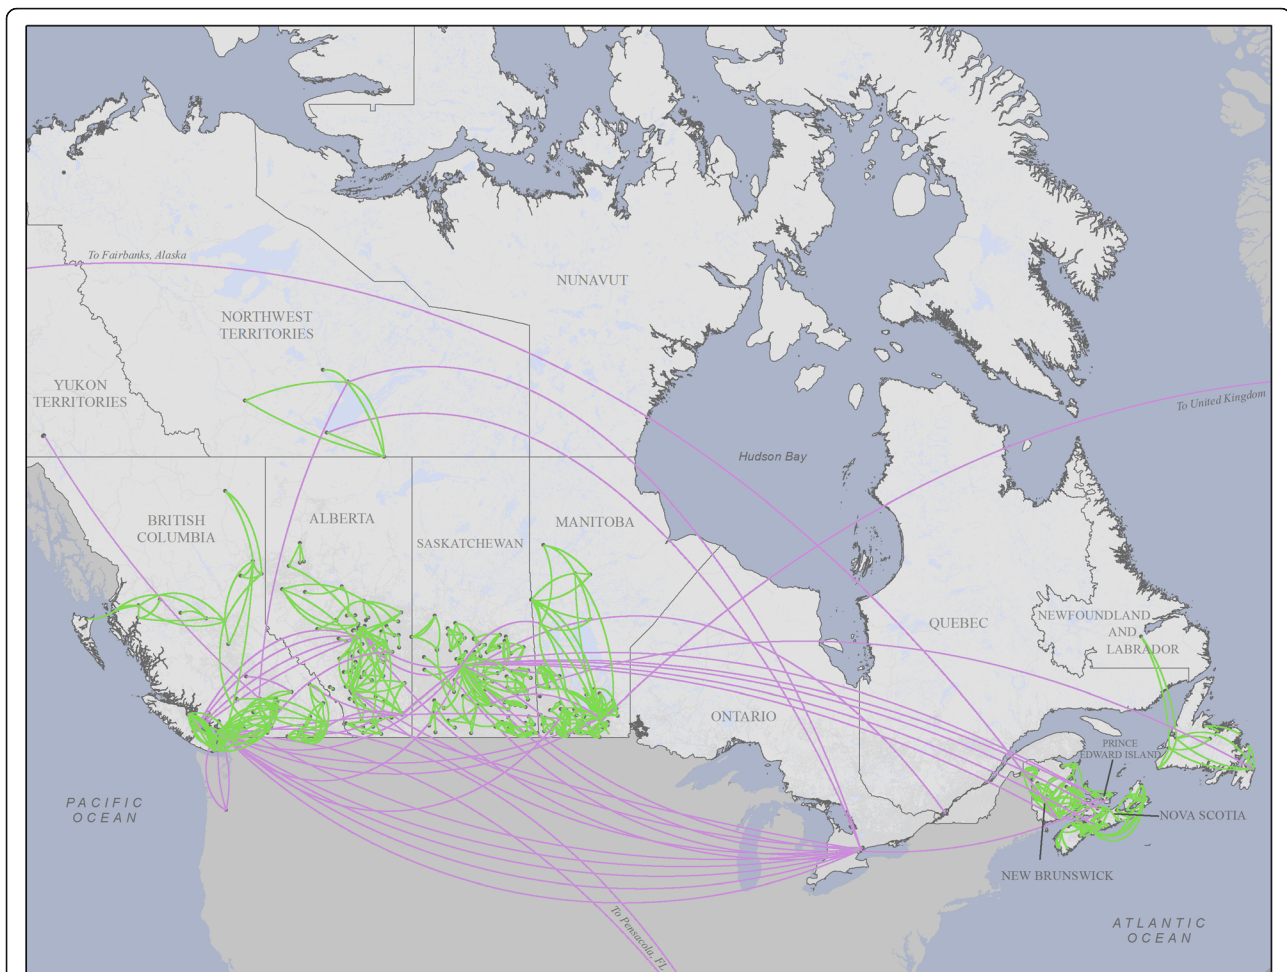 To Fairbanks, Alaska
NUNAVUT
NORTHWEST
TERRITORIES
YUKON
TERRITORIES
To United Kingdom
Hudson Bay
BRITISH
COLUMBIA
ALBERTA
SASKATCHEWAN
MANITOBA
QUEBEC
NEWFOUNDLAND
AND
LABRADOR
ONTARIO
PRINCE
EDWARD ISLAND
PACIFIC
OCEAN
NOVA SCOTIA
NEW BRUNSWICK
To Pensacola, FL
ATLANTIC
OCEAN